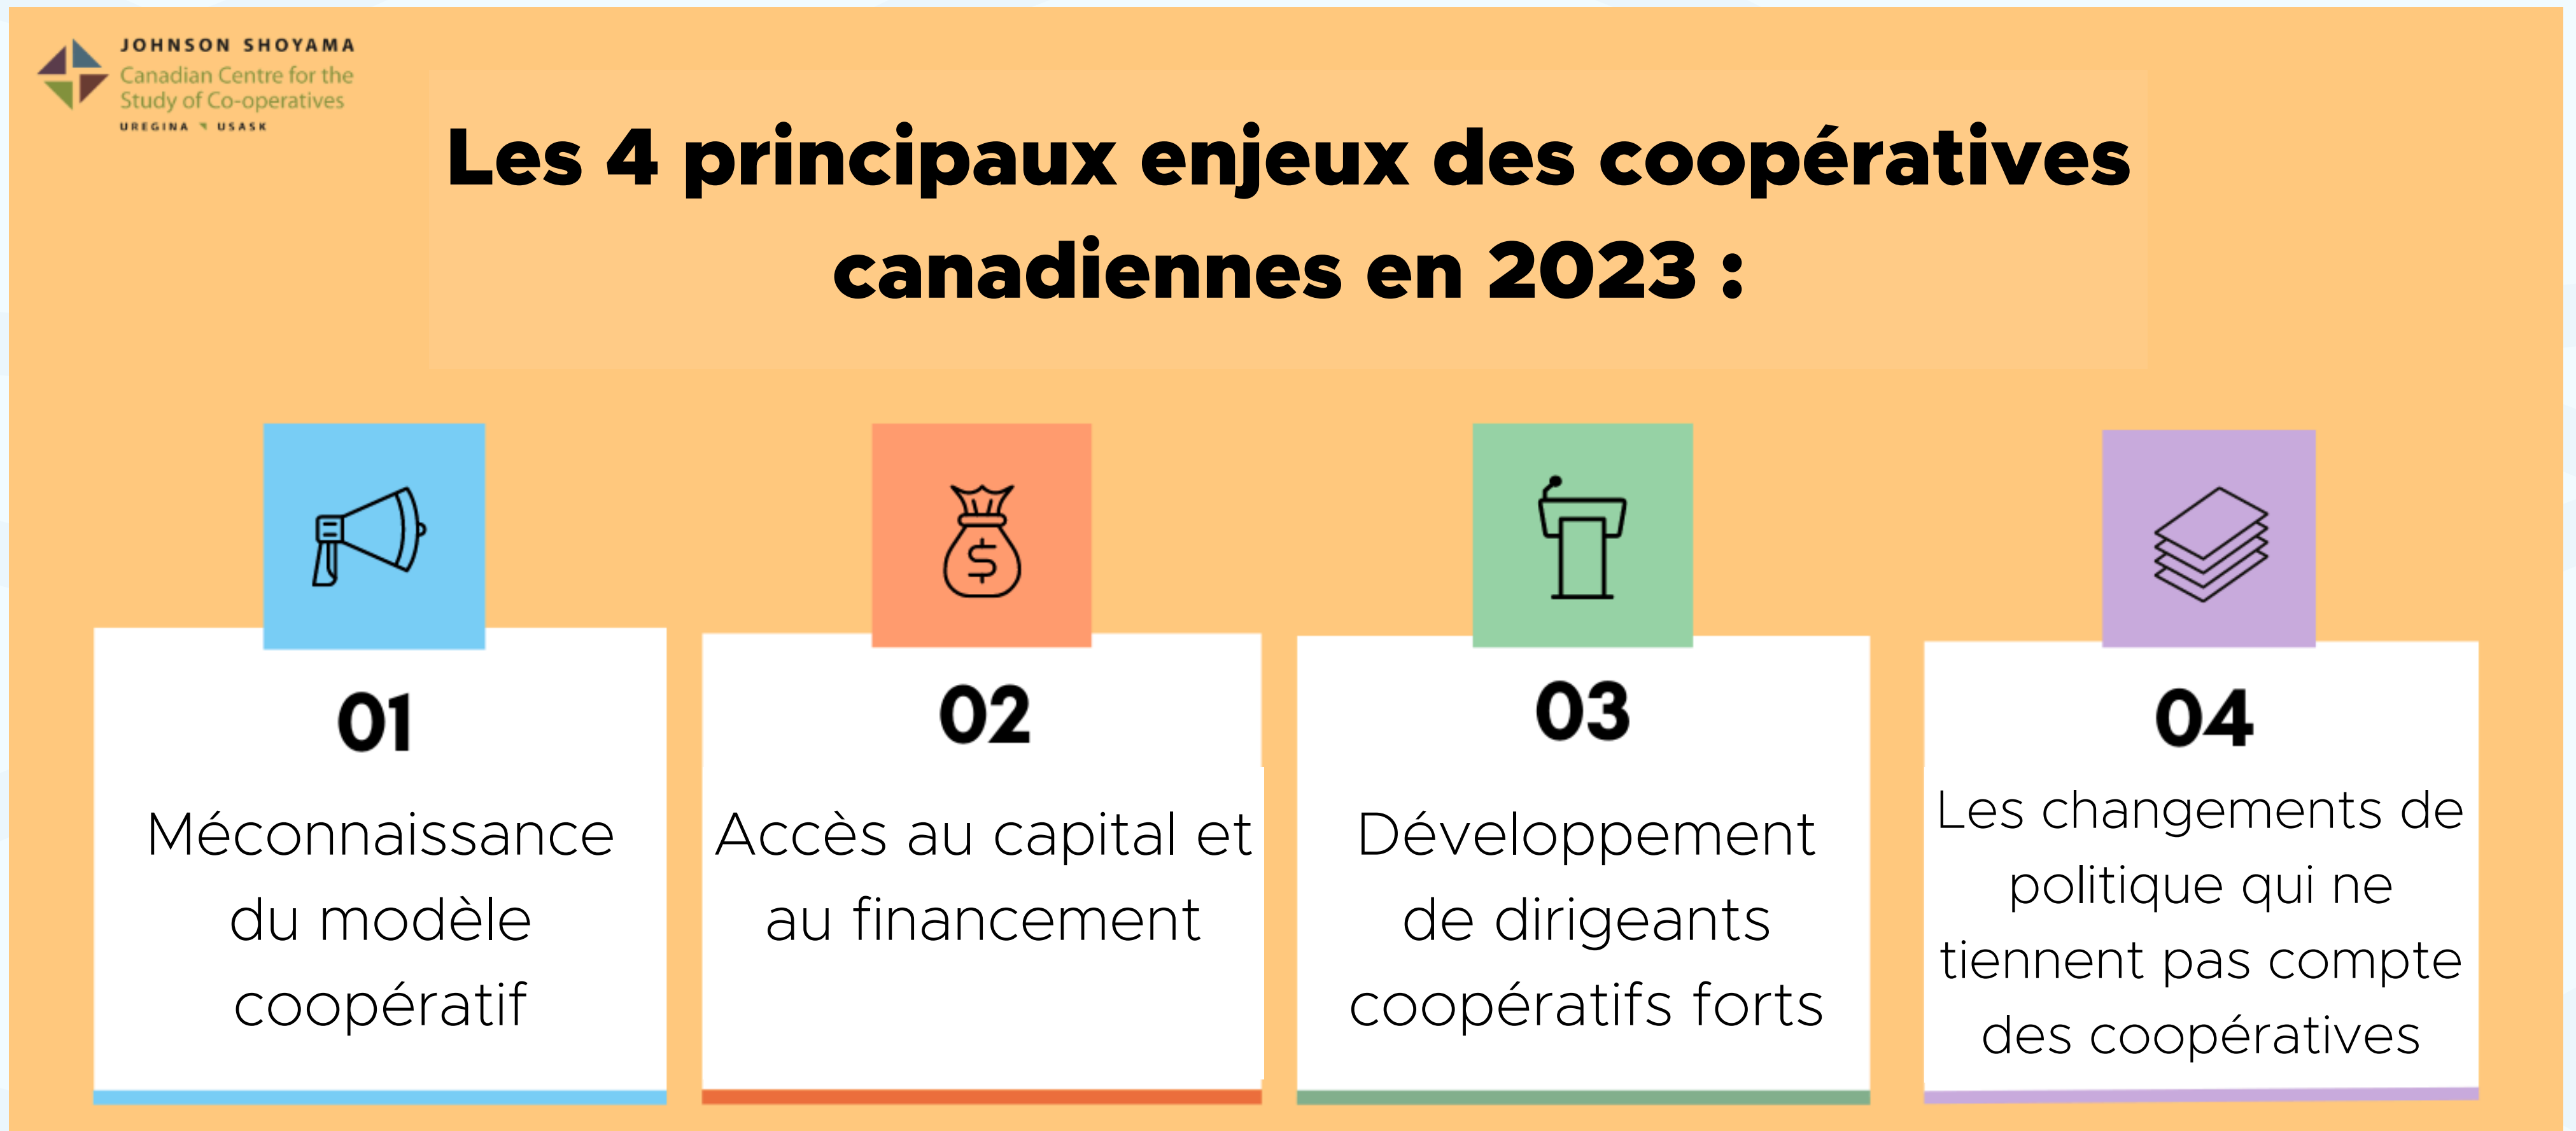 JOHNSON SHOYAMA
Canadian Centre for the
Study of Co-operatives
UREGINA USASK
Les 4 principaux enjeux des coopératives
canadiennes en 2023 :
$
01
Méconnaissance
du modèle
coopératif
02
Accès au capital et
au financement
03
Développement
de dirigeants
coopératifs forts
04
Les changements de
politique qui ne
tiennent pas compte
des coopératives